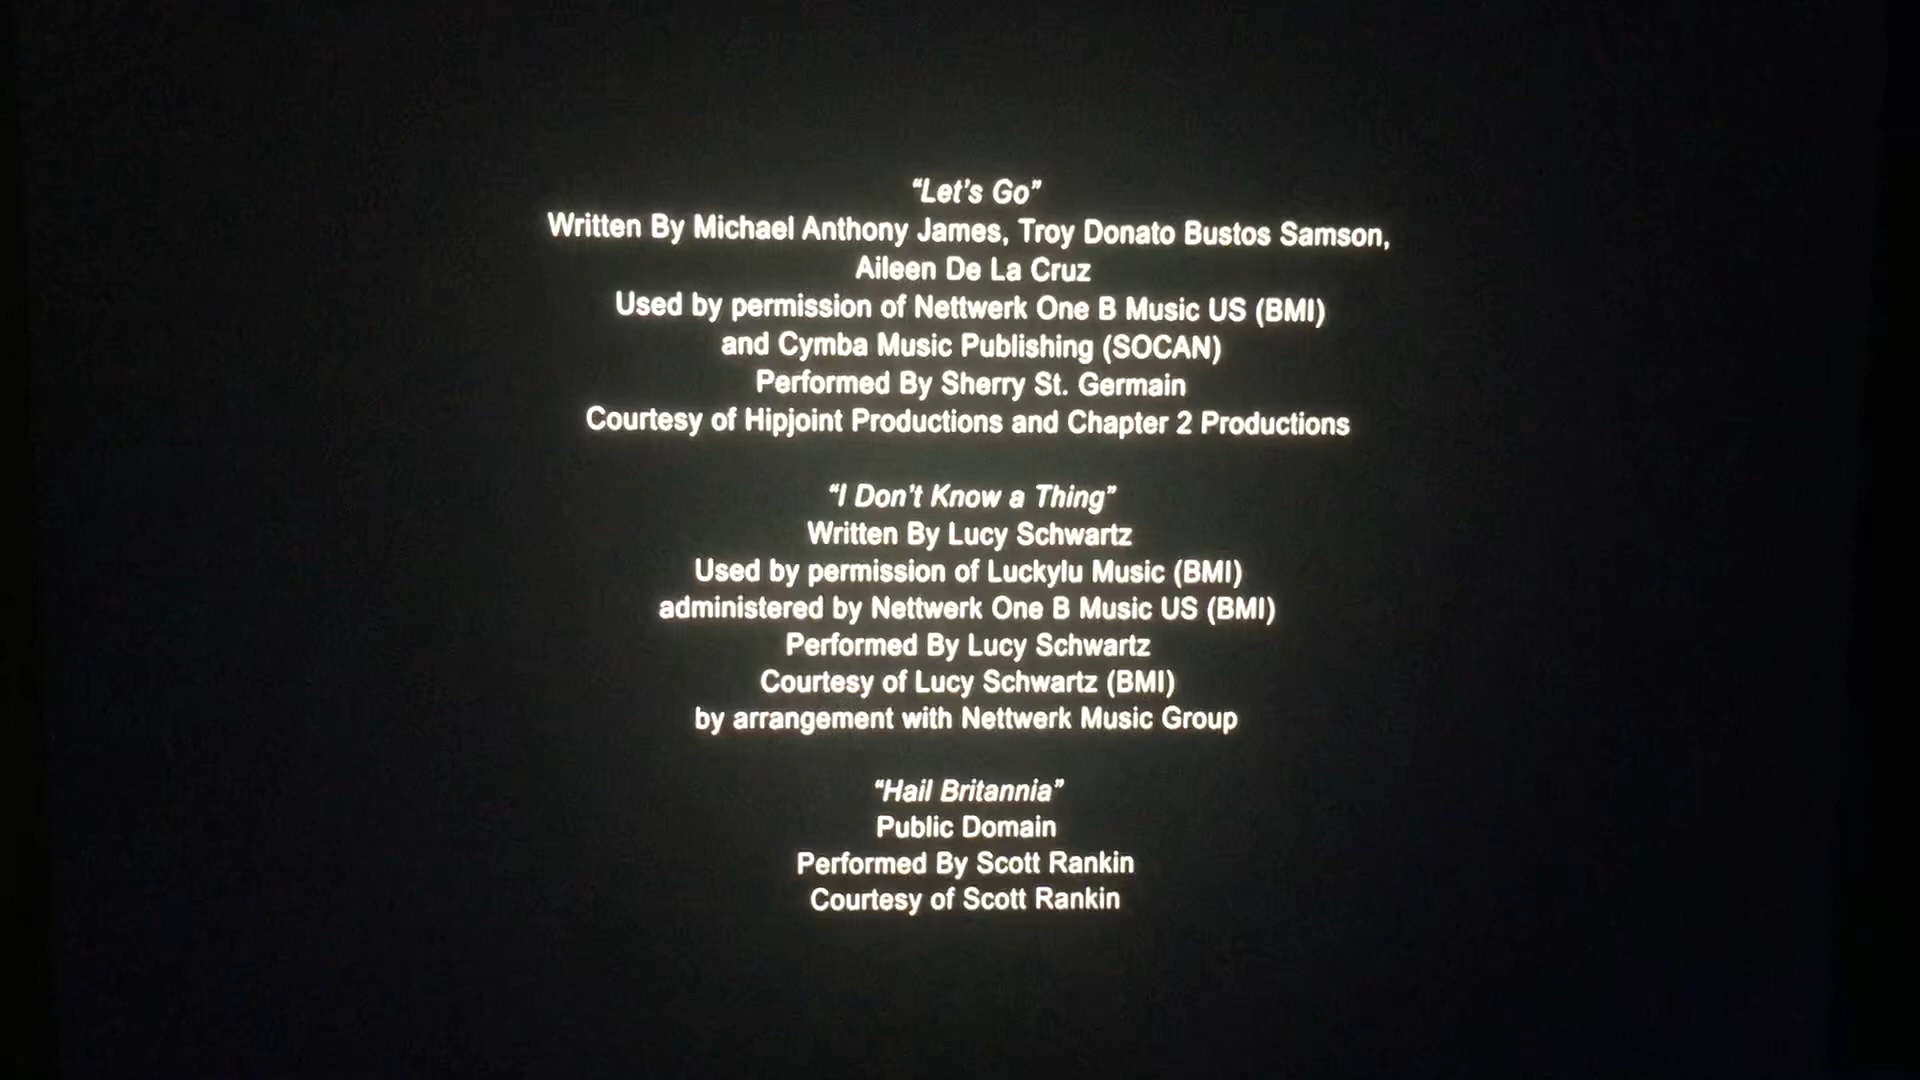 “Let’s Go”
Written By Michael Anthony James, Troy Donato Bustos Samson,
Aileen De La Cruz
Used by permission of Nettwerk One B Music US (BMI)
and Cymba Music Publishing (SOCAN)
Performed By Sherry St. Germain
Courtesy of Hipjoint Productions and Chapter 2 Productions
“I Don’t Know a Thing”
Written By Lucy Schwartz
Used by permission of Luckylu Music (BMI)
administered by Nettwerk One B Music US (BMI)
Performed By Lucy Schwartz
Courtesy of Lucy Schwartz (BMI)
by arrangement with Nettwerk Music Group
“Hail Britannia”
Public Domain
Performed By Scott Rankin
Courtesy of Scott Rankin